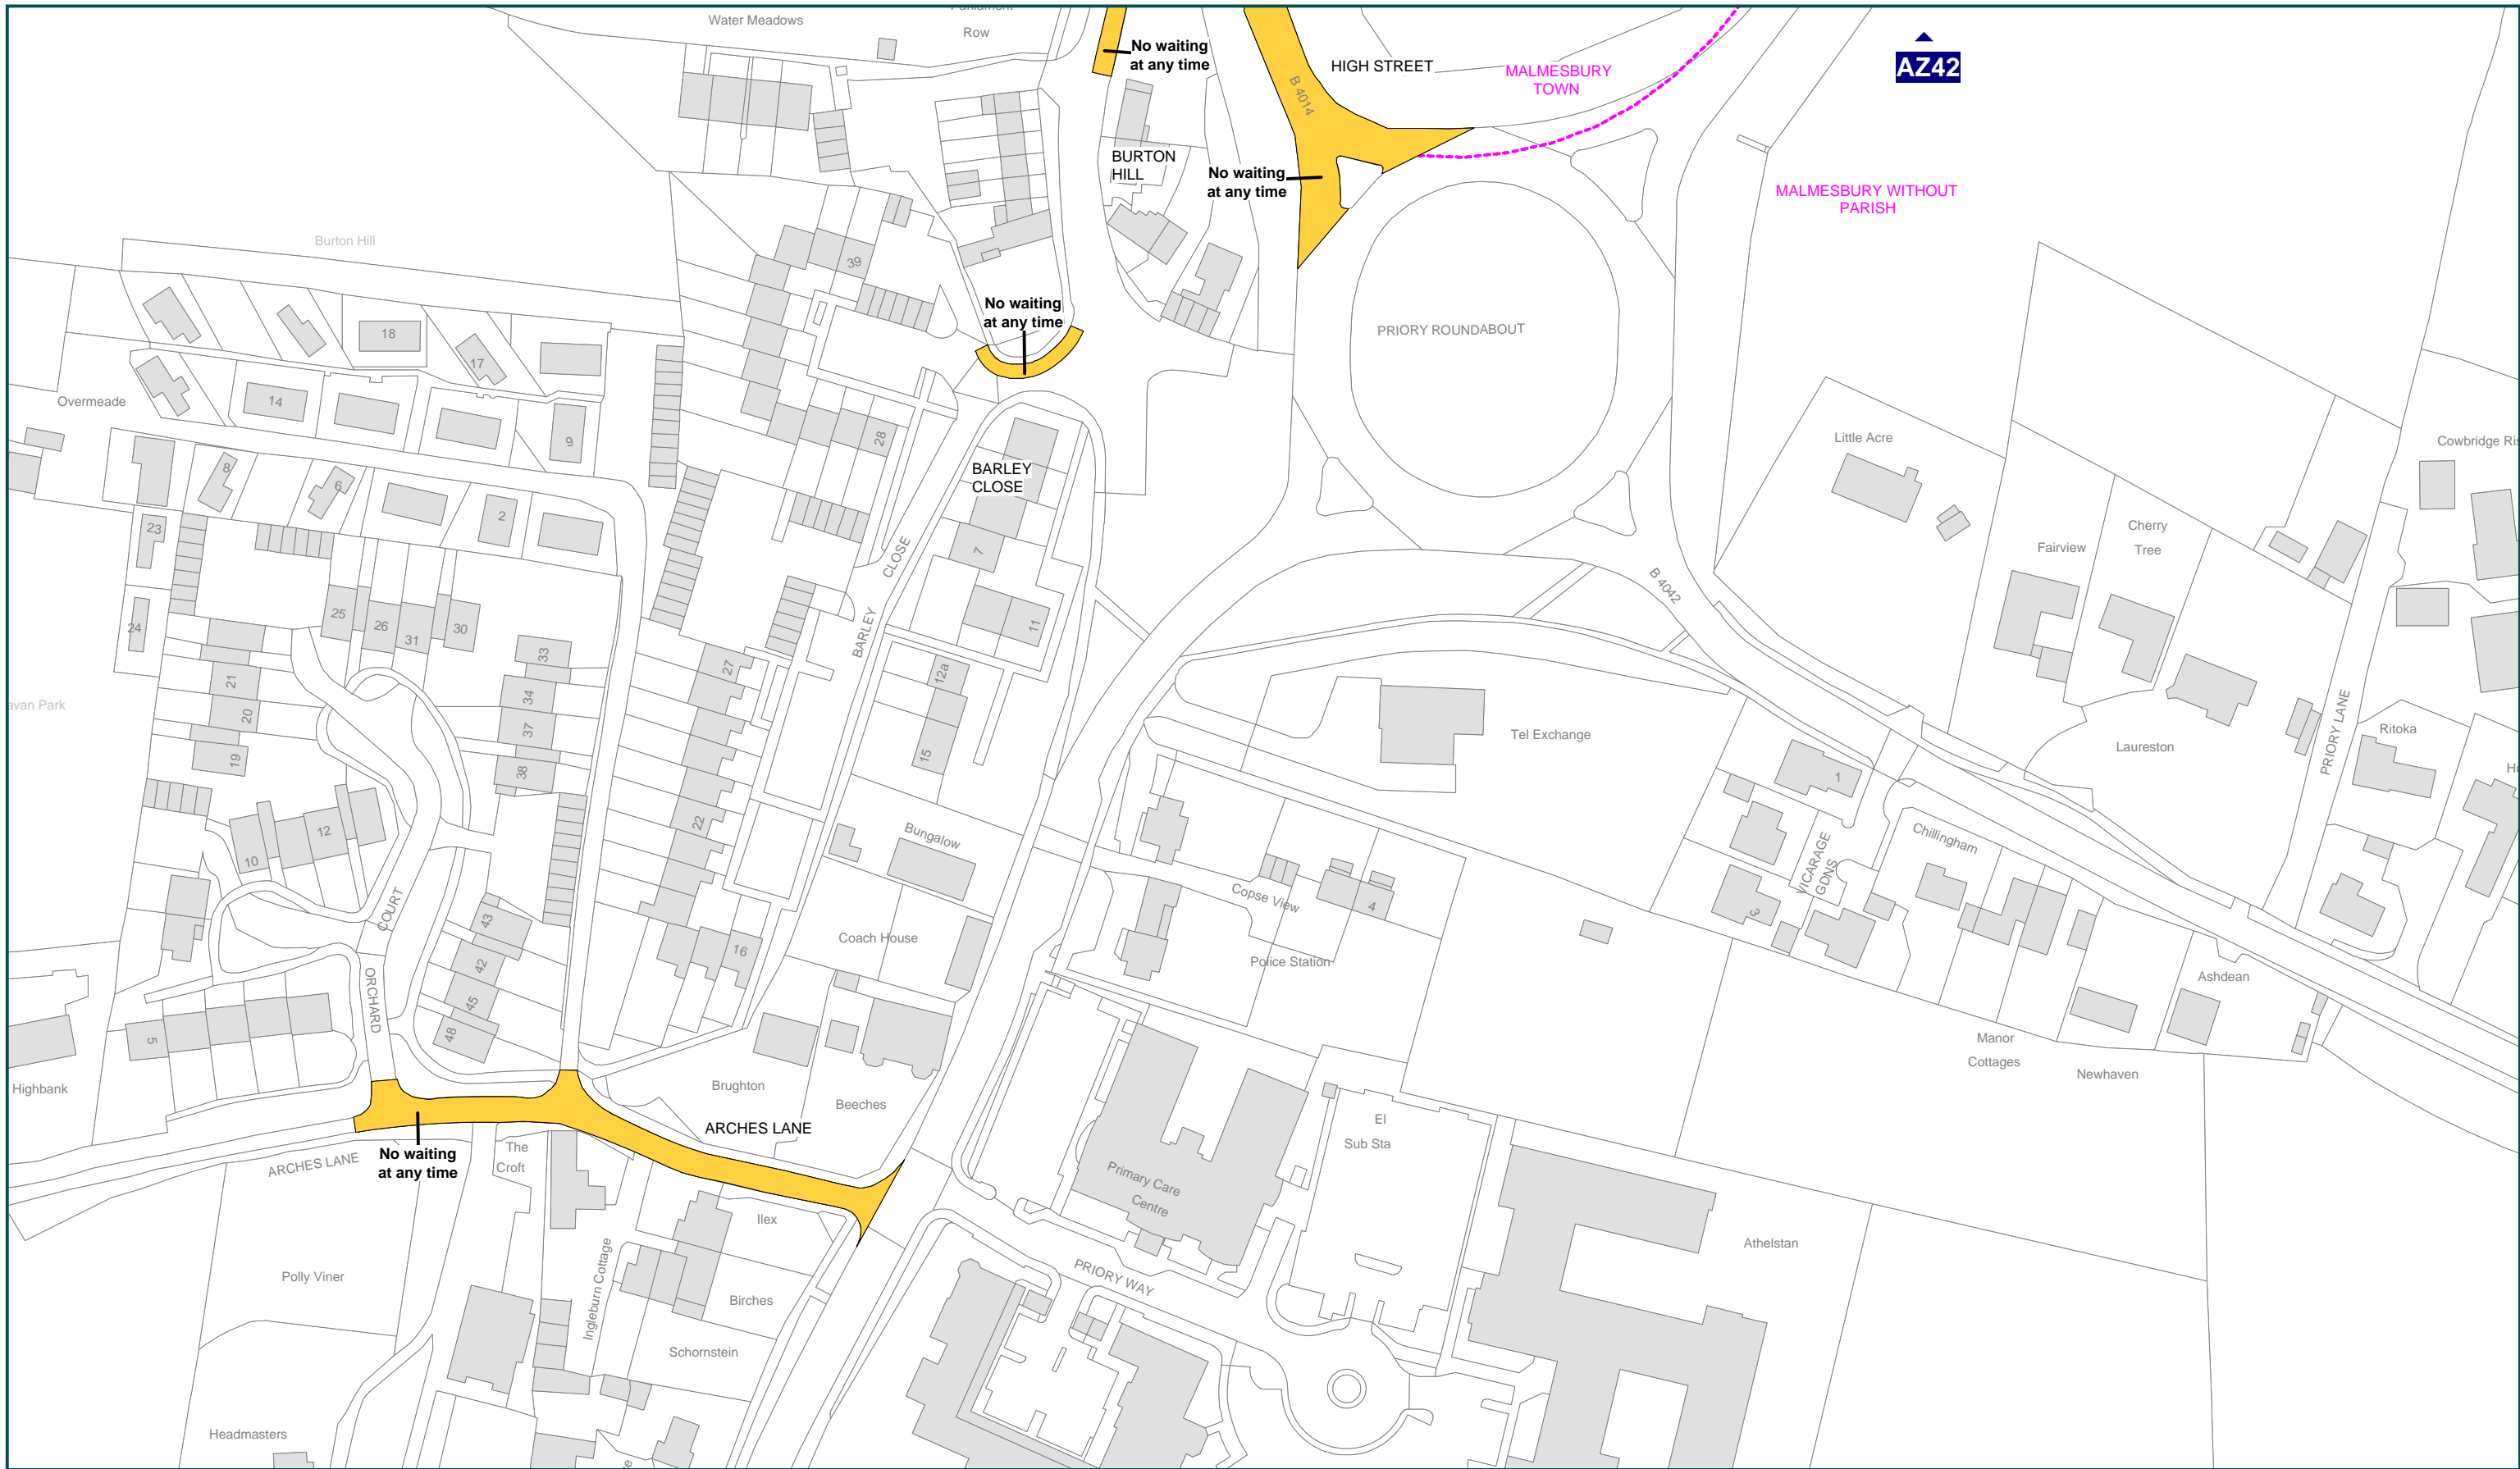 Water Meadows
Row
No waiting
at any time
HIGH STREET
B 4014
MALMESBURY
TOWN
AZ42
BURTON
HILL
No waiting
at any time
MALMESBURY WITHOUT
PARISH
Burton Hill
39
No waiting
at any time
PRIORY ROUNDABOUT
18
17
14
9
Overmeade
28
8
6
2
23
BARLEY
CLOSE
7
Little Acre
Cowbridge Ris
Cherry
Tree
Fairview
B 4042
CLOSE
BARLEY
11
24
25
26
31
30
33
21
20
19
34
37
38
27
12a
15
avan Park
Tel Exchange
1
Laureston
PRIORY LANE
Ritoka
Ho
22
Bungalow
10
12
COURT
Copse View
4
VICARAGE
GDNS
3
Chillingham
43
42
45
48
16
Coach House
Police Station
Ashdean
ORCHARD
5
Highbank
Brughton
Beeches
Manor
Cottages
Newhaven
El
Sub Sta
ARCHES LANE
No waiting
at any time
ARCHES LANE
The
Croft
Primary Care
Centre
Ilex
Athelstan
Polly Viner
Ingleburn Cottage
Birches
PRIORY WAY
Schornstein
Headmasters